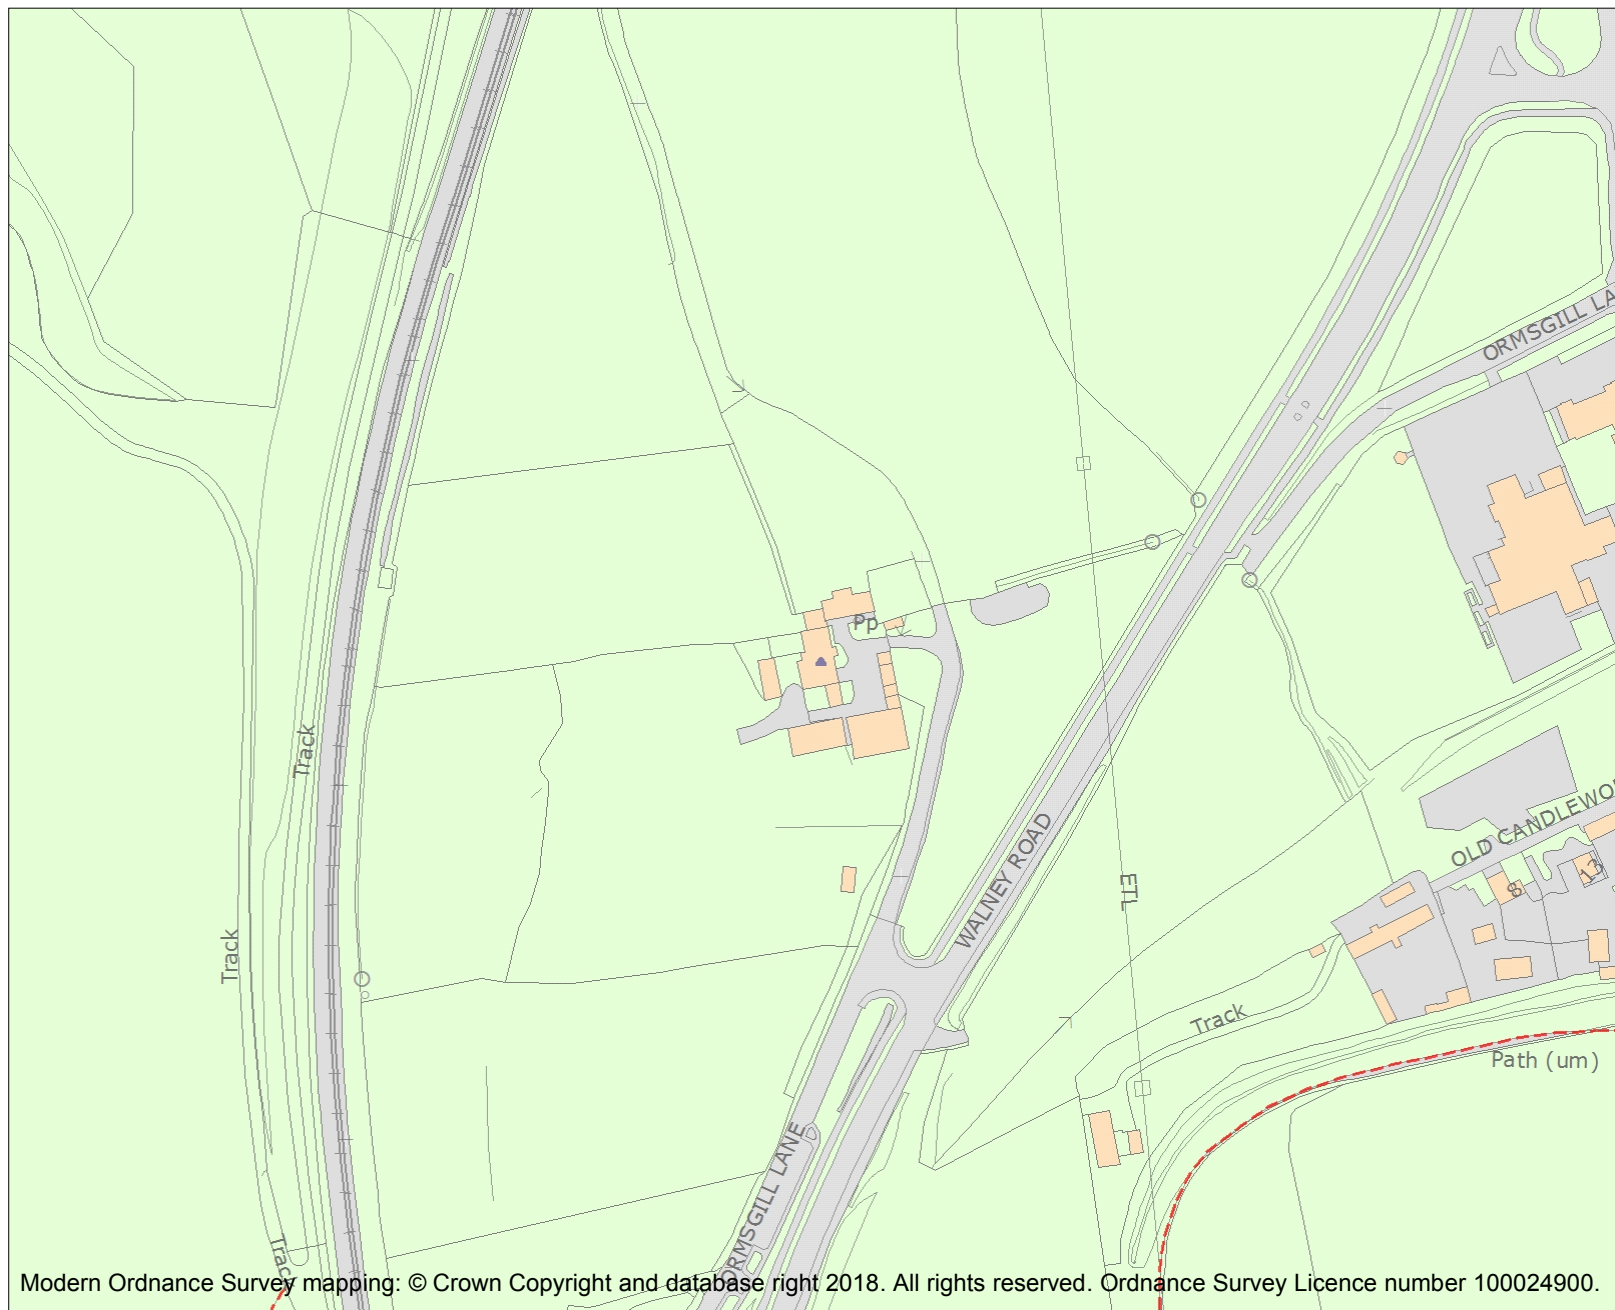 ORMSGILL LA
Pp
Track
OLD CANDLEWO
WALNEY ROAD
ETL
8
13
Track
Track
Path (um)
ORMSGILL LANE
Track
Modern Ordnance Survey mapping: © Crown Copyright and database right 2018. All rights reserved. Ordnance Survey Licence number 100024900.